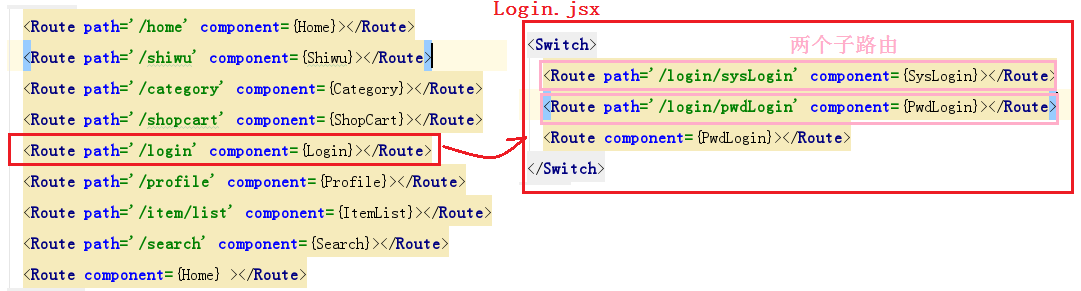 Login.jsx
<Route path='/home' component={Home}></Route>
<Route path='/shiwu' component={Shiwu}></Route>
<Route path='/category' component={Category}></Route>
<Route path='/shopcart' component={ShopCart}></Route>
<Route path='/login' component={Login}></Route>
<Route path='/profile' component={Profile}></Route>
<Route path='/item/list' component={ItemList}></Route>
<Route path='/search' component={Search}></Route>
<Route component={Home} ></Route>
<Switch>
两个子路由
<Route path='/login/sysLogin' component={SysLogin}></Route>
<Route path='/login/pwdLogin' component={PwdLogin}></Route>
<Route component={PwdLogin}></Route>
</Switch>